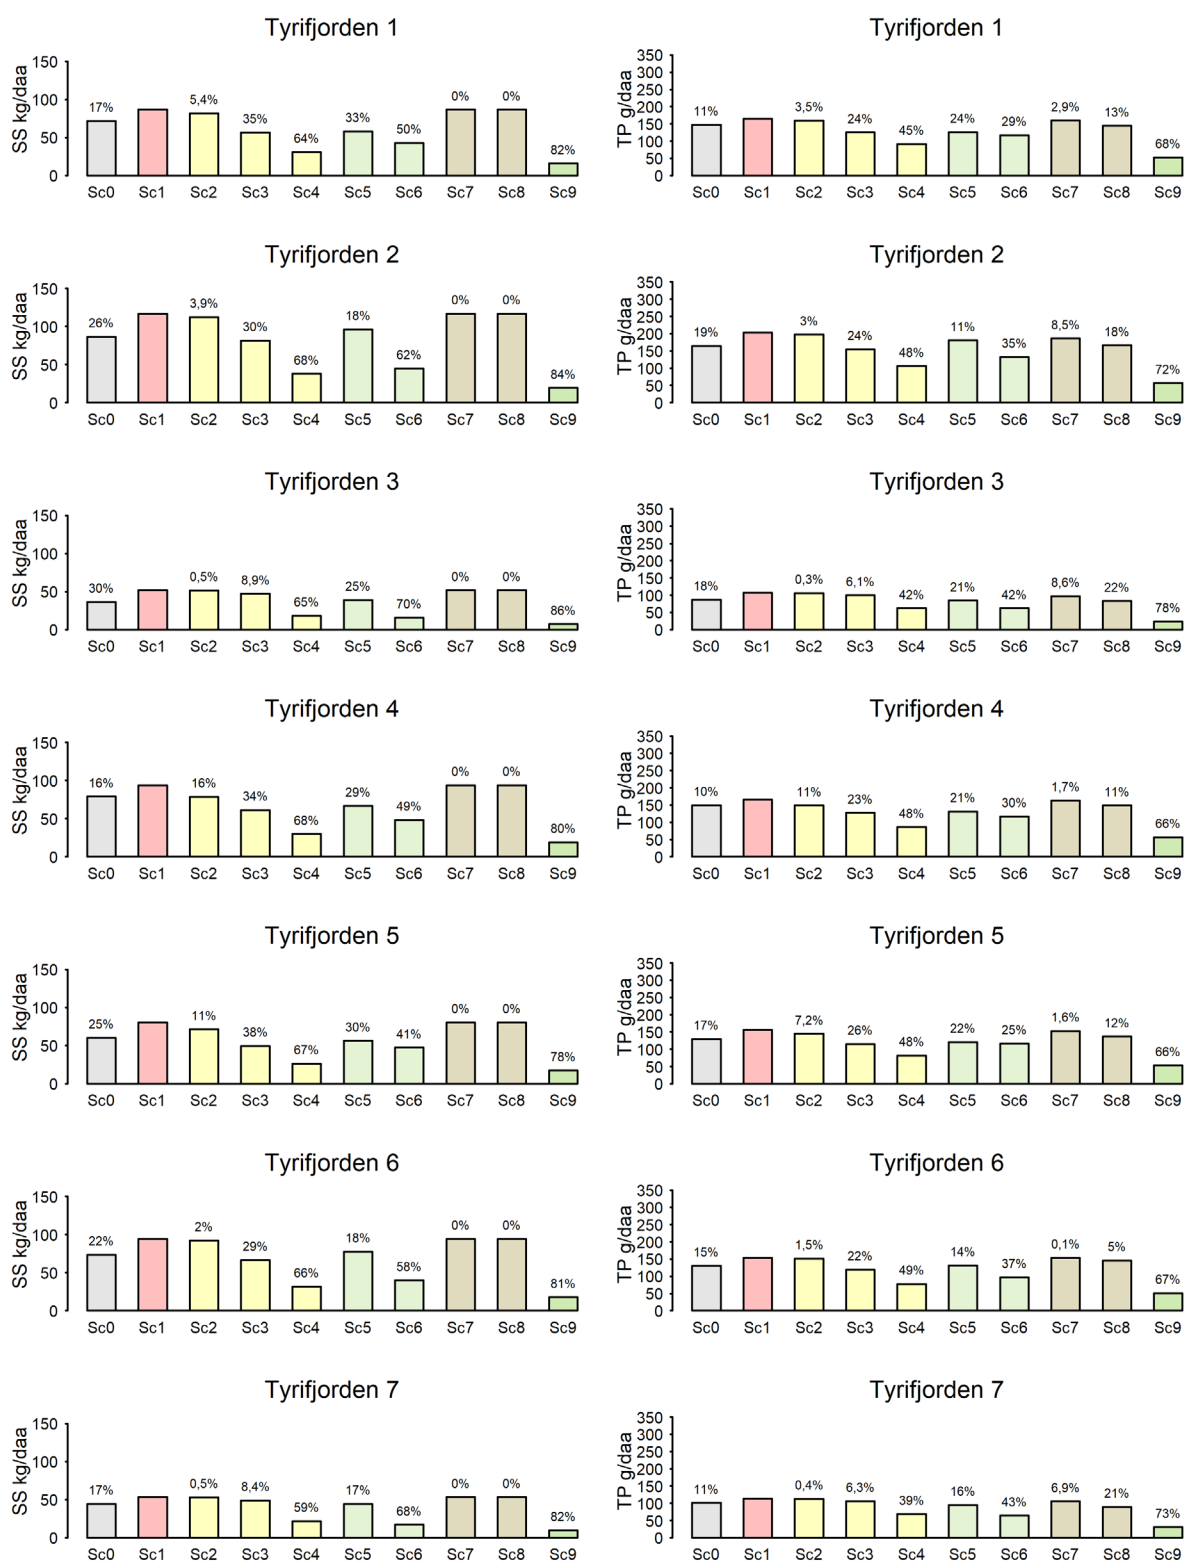 Tyrifjorden 1
SS kg/daa
150
100
50
0
17% 5,4% 35% 64% 33% 50% 0% 0% 82%
Sc0 Sc1 Sc2 Sc3 Sc4 Sc5 Sc6 Sc7 Sc8 Sc9
Tyrifjorden 1
TP g/daa
350
300
250
200
150
100
50
0
11% 3,5% 24% 45% 24% 29% 2,9% 13% 68%
Sc0 Sc1 Sc2 Sc3 Sc4 Sc5 Sc6 Sc7 Sc8 Sc9
Tyrifjorden 2
SS kg/daa
150
100
50
0
26% 3,9% 30% 68% 18% 62% 0% 0% 84%
Sc0 Sc1 Sc2 Sc3 Sc4 Sc5 Sc6 Sc7 Sc8 Sc9
Tyrifjorden 2
TP g/daa
350
300
250
200
150
100
50
0
19% 3% 24% 48% 11% 35% 8,5% 18% 72%
Sc0 Sc1 Sc2 Sc3 Sc4 Sc5 Sc6 Sc7 Sc8 Sc9
Tyrifjorden 3
SS kg/daa
150
100
50
0
30% 0,5% 8,9% 65% 25% 70% 0% 0% 86%
Sc0 Sc1 Sc2 Sc3 Sc4 Sc5 Sc6 Sc7 Sc8 Sc9
Tyrifjorden 3
TP g/daa
350
300
250
200
150
100
50
0
18% 0,3% 6,1% 42% 21% 42% 8,6% 22% 78%
Sc0 Sc1 Sc2 Sc3 Sc4 Sc5 Sc6 Sc7 Sc8 Sc9
Tyrifjorden 4
SS kg/daa
150
100
50
0
16% 16% 34% 68% 29% 49% 0% 0% 80%
Sc0 Sc1 Sc2 Sc3 Sc4 Sc5 Sc6 Sc7 Sc8 Sc9
Tyrifjorden 4
TP g/daa
350
300
250
200
150
100
50
0
10% 11% 23% 48% 21% 30% 1,7% 11% 66%
Sc0 Sc1 Sc2 Sc3 Sc4 Sc5 Sc6 Sc7 Sc8 Sc9
Tyrifjorden 5
SS kg/daa
150
100
50
0
25% 11% 38% 67% 30% 41% 0% 0% 78%
Sc0 Sc1 Sc2 Sc3 Sc4 Sc5 Sc6 Sc7 Sc8 Sc9
Tyrifjorden 5
TP g/daa
350
300
250
200
150
100
50
0
17% 7,2% 26% 48% 22% 25% 1,6% 12% 66%
Sc0 Sc1 Sc2 Sc3 Sc4 Sc5 Sc6 Sc7 Sc8 Sc9
Tyrifjorden 6
SS kg/daa
150
100
50
0
22% 2% 29% 66% 18% 58% 0% 0% 81%
Sc0 Sc1 Sc2 Sc3 Sc4 Sc5 Sc6 Sc7 Sc8 Sc9
Tyrifjorden 6
TP g/daa
350
300
250
200
150
100
50
0
15% 1,5% 22% 49% 14% 37% 0,1% 5% 67%
Sc0 Sc1 Sc2 Sc3 Sc4 Sc5 Sc6 Sc7 Sc8 Sc9
Tyrifjorden 7
SS kg/daa
150
100
50
0
17% 0,5% 8,4% 59% 17% 68% 0% 0% 82%
Sc0 Sc1 Sc2 Sc3 Sc4 Sc5 Sc6 Sc7 Sc8 Sc9
Tyrifjorden 7
TP g/daa
350
300
250
200
150
100
50
0
11% 0,4% 6,3% 39% 16% 43% 6,9% 21% 73%
Sc0 Sc1 Sc2 Sc3 Sc4 Sc5 Sc6 Sc7 Sc8 Sc9